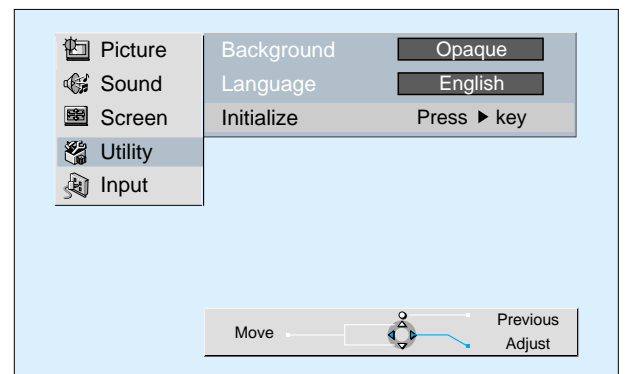 Picture
Sound
Screen
Utility
Input
Background Opaque
Language English
Initialize Press ▶ key
Move
Previous
Adjust